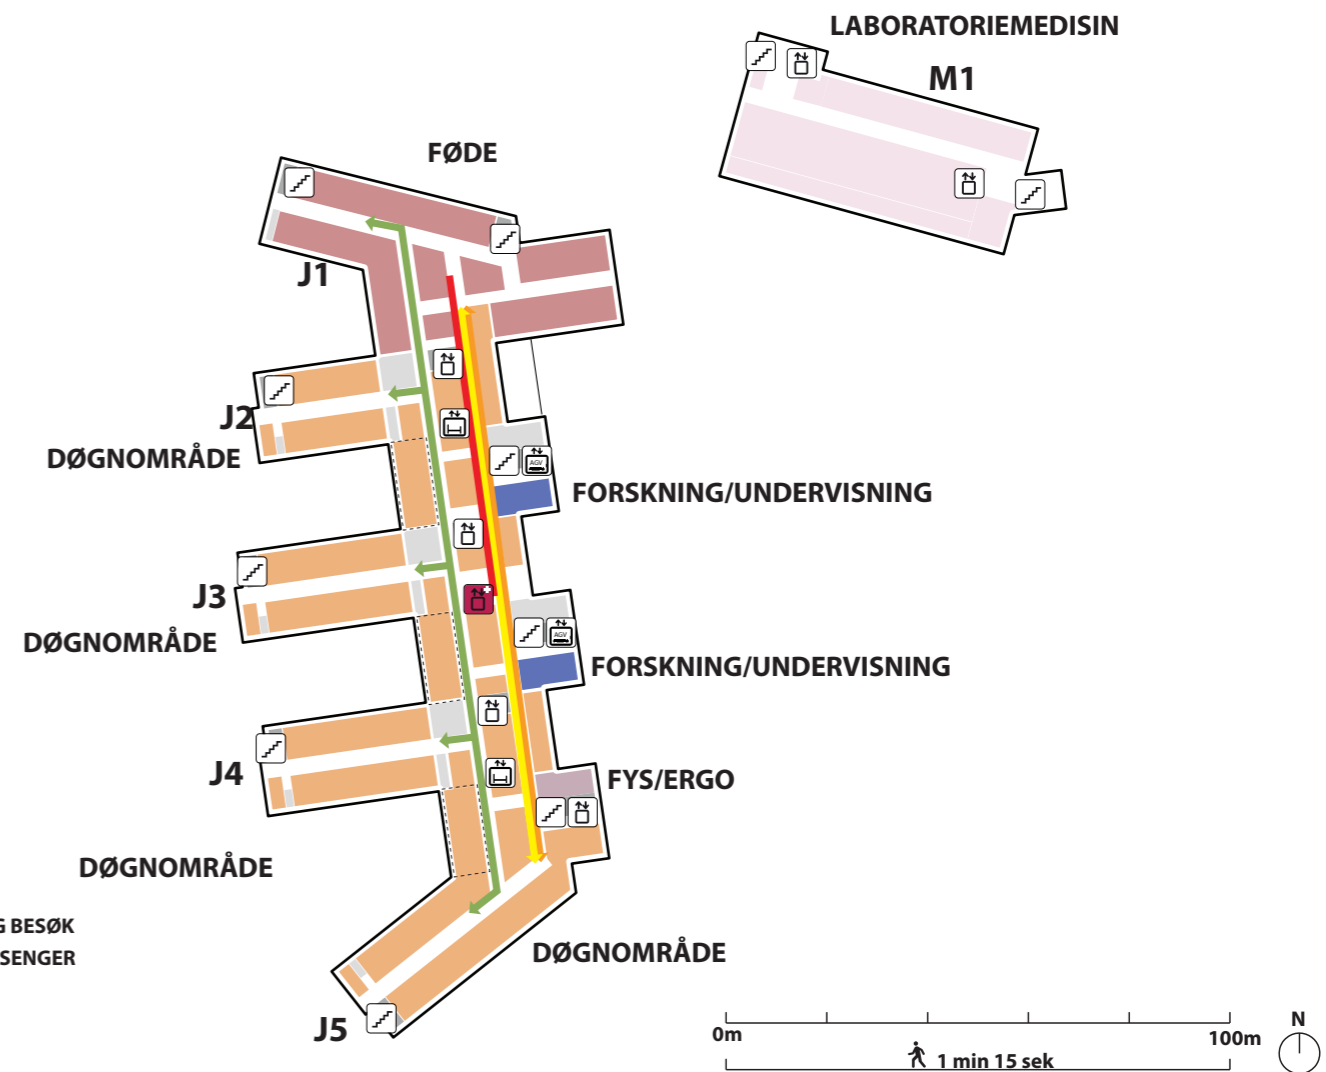 LABORATORIEMEDISIN
M1
FØDE
J1
J2
DØGNOMRÅDE
AGV
FORSKNING/UNDERVISNING
J3
DØGNOMRÅDE
AGV
FORSKNING/UNDERVISNING
J4
FYS/ERGO
DØGNOMRÅDE
G BESØK
SENGER
DØGNOMRÅDE
J5
0m
100m
N
1 min 15 sek